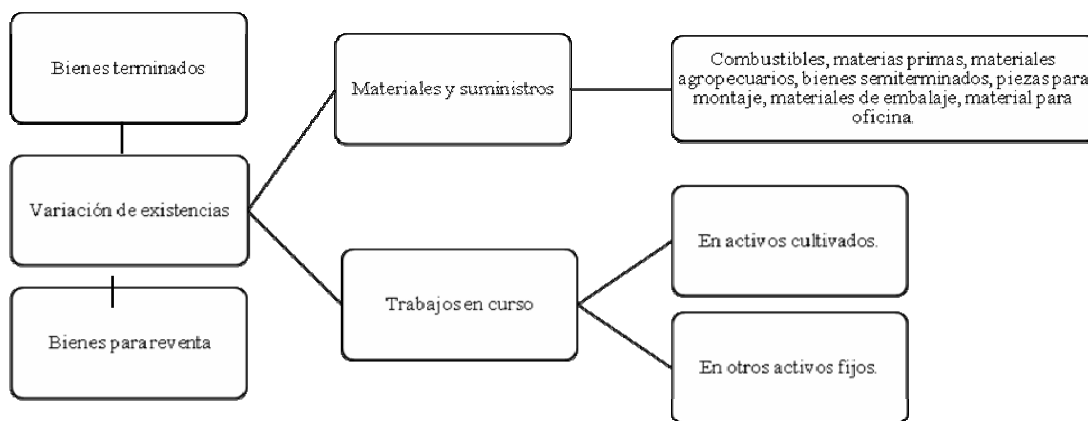 Bienes terminados
Variación de existencias
Bienes para reventa
Materiales y suministros
Trabajos en curso
Combustibles, materias primas, materiales
agropecuarios, bienes semiterminados, piezas para
montaje, materiales de embalaje, material para
oficina.
En activos cultivados.
En otros activos fijos.